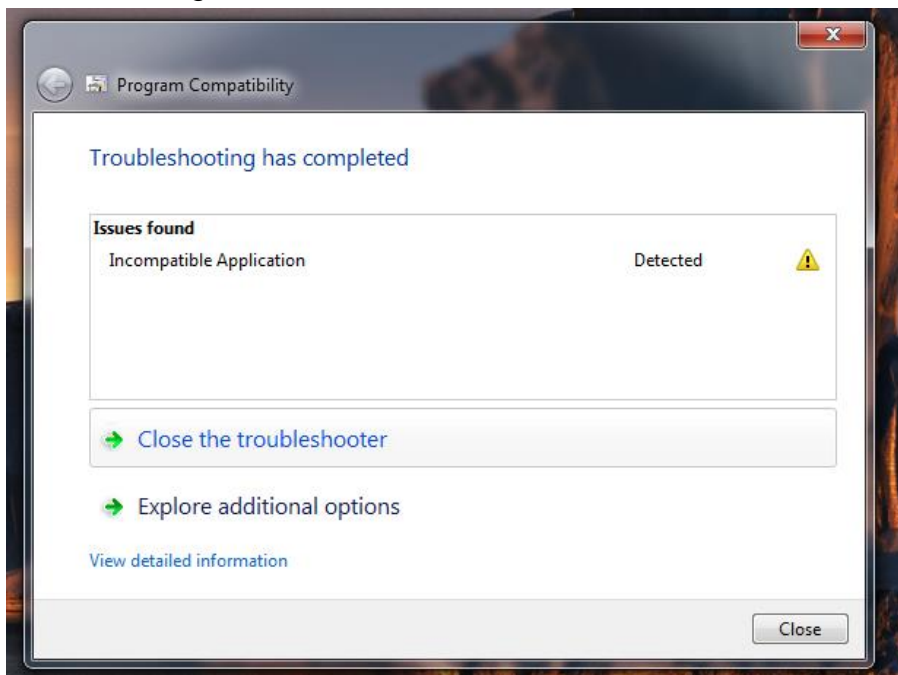 Program Compatibility
Troubleshooting has completed
Issues found
Incompatible Application Detected
Close the troubleshooter
Explore additional options
View detailed information
Close